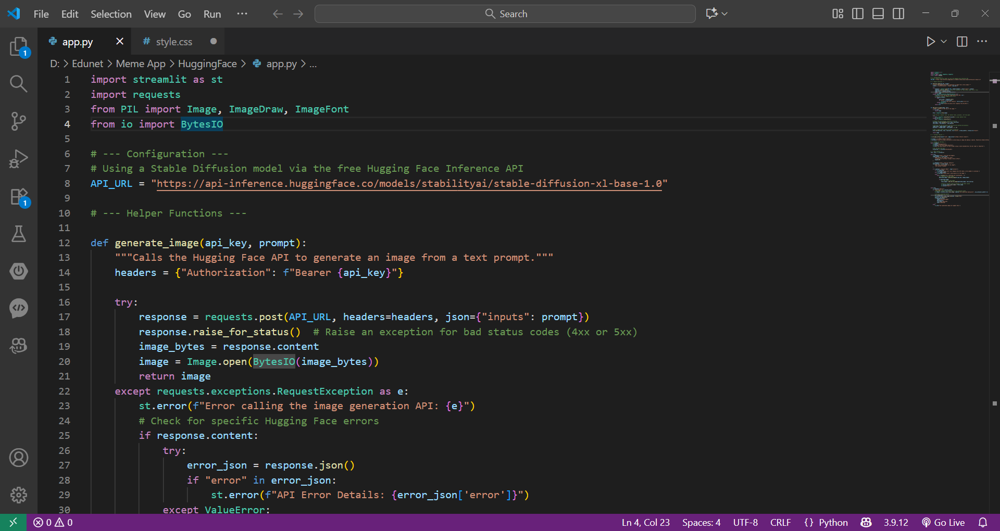 File Edit Selection View Go Run ··· Search
app.py style.css
D: > Edunet > Meme App > HuggingFace > app.py > ...
1 import streamlit as st
2 import requests
3 from PIL import Image, ImageDraw, ImageFont
4 from io import BytesIO
5
6 # --- Configuration ---
7 # Using a Stable Diffusion model via the free Hugging Face Inference API
8 API_URL = "https://api-inference.huggingface.co/models/stabilityai/stable-diffusion-xl-base-1.0"
9
10 # --- Helper Functions ---
11
12 def generate_image(api_key, prompt):
13     """Calls the Hugging Face API to generate an image from a text prompt."""
14     headers = {"Authorization": f"Bearer {api_key}"}
15
16     try:
17         response = requests.post(API_URL, headers=headers, json={"inputs": prompt})
18         response.raise_for_status()  # Raise an exception for bad status codes (4xx or 5xx)
19         image_bytes = response.content
20         image = Image.open(BytesIO(image_bytes))
21         return image
22     except requests.exceptions.RequestException as e:
23         st.error(f"Error calling the image generation API: {e}")
24         # Check for specific Hugging Face errors
25         if response.content:
26             try:
27                 error_json = response.json()
28                 if "error" in error_json:
29                     st.error(f"API Error Details: {error_json['error']}")
30             except ValueError:
1
1
0 0 Ln 4, Col 23 Spaces: 4 UTF-8 CRLF {} Python 3.9.12 Go Live